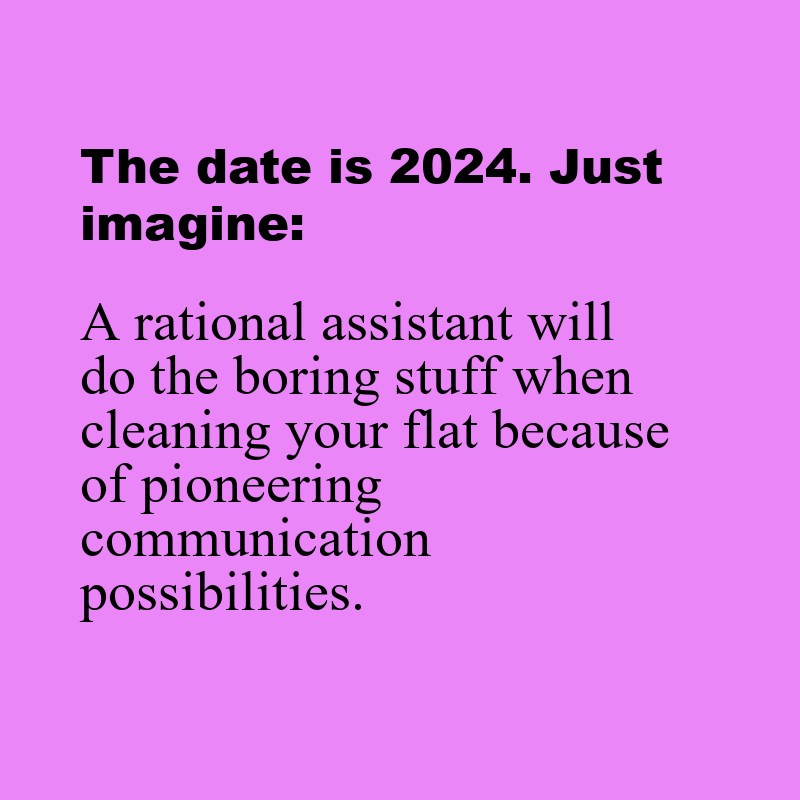 The date is 2024. Just
imagine:
A rational assistant will
do the boring stuff when
cleaning your flat because
of pioneering
communication
possibilities.